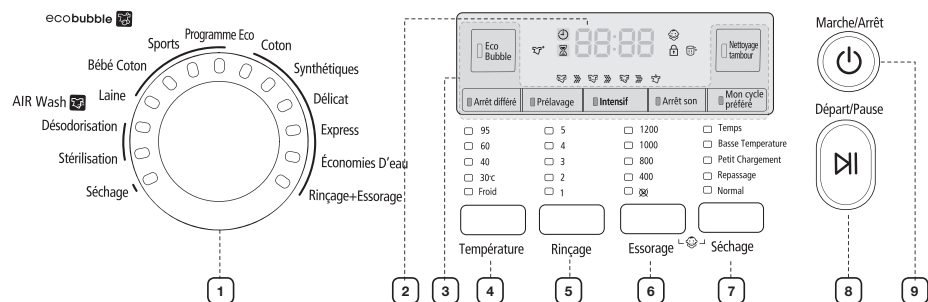 ecobubble
Programme Eco
Sports
Coton
Bébé Coton
Synthétiques
Laine
Délicat
AIR Wash
Désodorisation
Express
Stérilisation
Économies D'eau
Séchage
Rinçage+Essorage
Eco
Bubble
88:88
Nettoyage
tambour
Arrêt différé
Prélavage
Intensif
Arrêt son
Mon cycle
préféré
95 5 1200 Temps
60 4 1000 Basse Temperature
40 3 800 Petit Chargement
30°c 2 400 Repassage
Froid 1 Normal
Température Rinçage Essorage Séchage
Marche/Arrêt
Départ/Pause
1 2 3 4 5 6 7 8 9